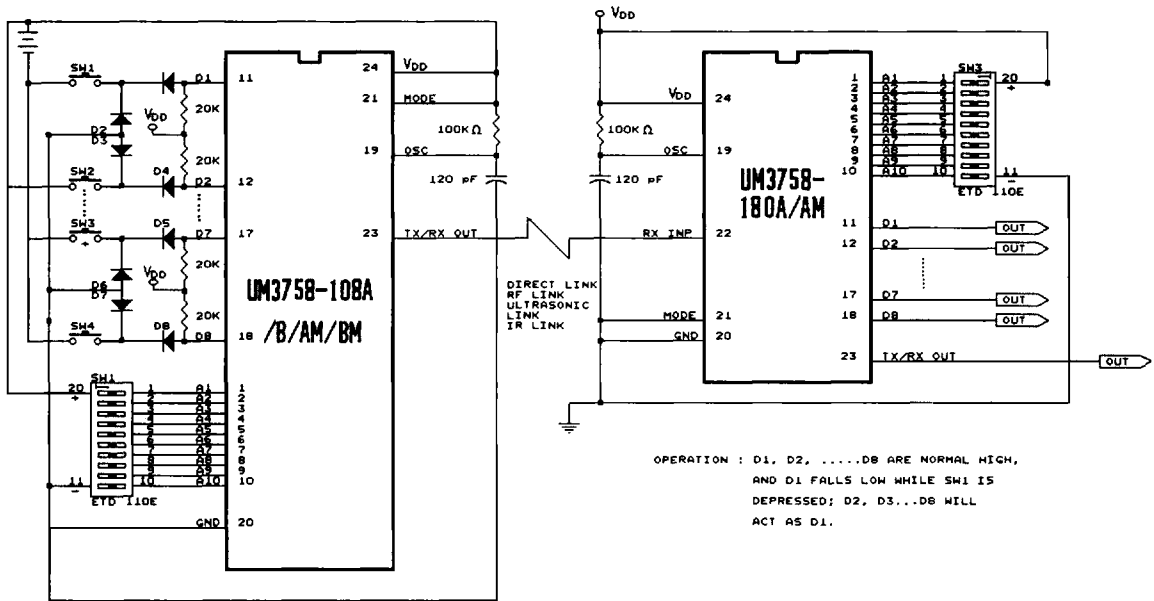 VDD
SW1
D1
11
20K
VDD
D2
D3
20K
SW2
D4
D2
12
SW3
D5
D7
17
20K
D6
D7
VDD
20K
SW4
D8
D8
18
24
VDD
21
MODE
100KΩ
19
OSC
120 pF
23
TX/RX OUT
UM3758-108A
/B/AM/BM
SW1
20
+
1 A1 1
2 A2 2
3 A3 3
4 A4 4
5 A5 5
6 A6 6
7 A7 7
8 A8 8
9 A9 9
10 A10 10
11
-
ETD 110E
GND 20
DIRECT LINK
RF LINK
ULTRASONIC
LINK
IR LINK
VDD
24
100KΩ
OSC
19
120 pF
RX INP
22
MODE
21
GND
20
UM3758-
180A/AM
SW3
1 A1 1
2 A2 2
3 A3 3
4 A4 4
5 A5 5
6 A6 6
7 A7 7
8 A8 8
9 A9 9
10 A10 10
20
+
11
-
ETD 110E
11 D1 OUT
12 D2 OUT
17 D7 OUT
18 D8 OUT
23 TX/RX OUT OUT
OPERATION : D1, D2, .....D8 ARE NORMAL HIGH,
AND D1 FALLS LOW WHILE SW1 IS
DEPRESSED; D2, D3...D8 WILL
ACT AS D1.